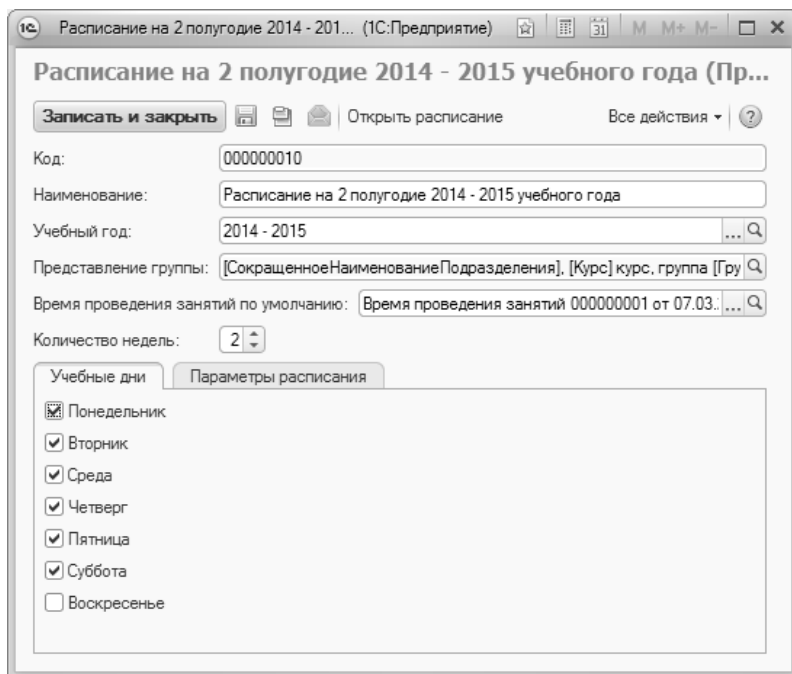 1С Расписание на 2 полугодие 2014 - 201... (1С:Предприятие) 31 M M+ M-
Расписание на 2 полугодие 2014 - 2015 учебного года (Пр...
Записать и закрыть Открыть расписание Все действия ?
Код: 000000010
Наименование: Расписание на 2 полугодие 2014 - 2015 учебного года
Учебный год: 2014 - 2015 ...
Представление группы: [СокращенноеНаименованиеПодразделения], [Курс] курс, группа [Гру
Время проведения занятий по умолчанию: Время проведения занятий 000000001 от 07.03.: ...
Количество недель: 2
Учебные дни Параметры расписания
Понедельник
Вторник
Среда
Четверг
Пятница
Суббота
Воскресенье